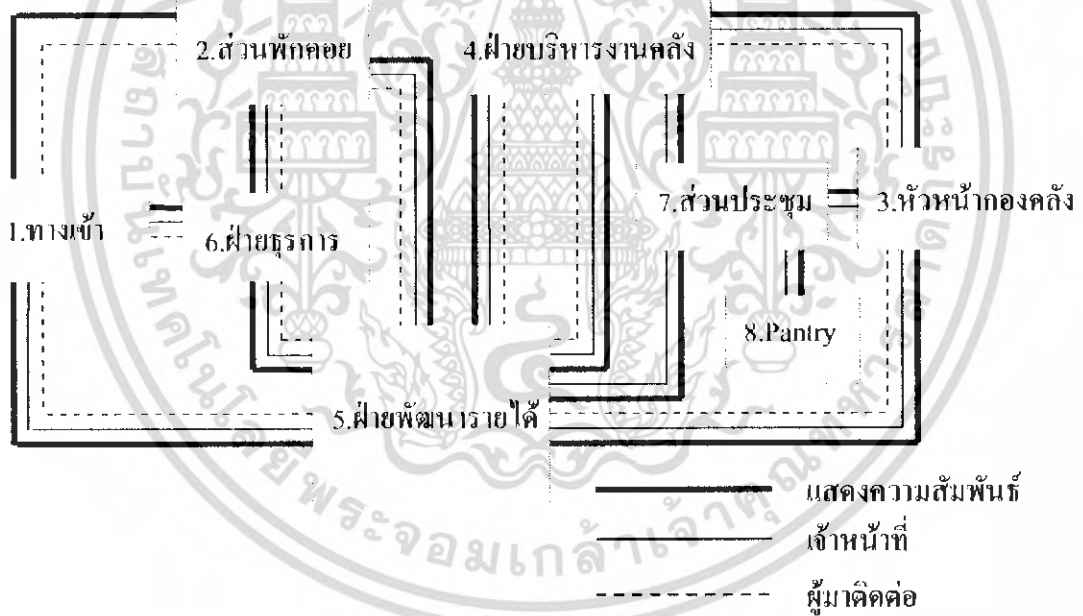 2.ส่วนพักคอย
4.ฝ่ายบริหารงานคลัง
1.ทางเข้า
6.ฝ่ายธุรการ
7.ส่วนประชุม
3.หัวหน้ากองคลัง
8.Pantry
5.ฝ่ายพัฒนารายได้
แสดงความสัมพันธ์
เจ้าหน้าที่
ผู้มาติดต่อ